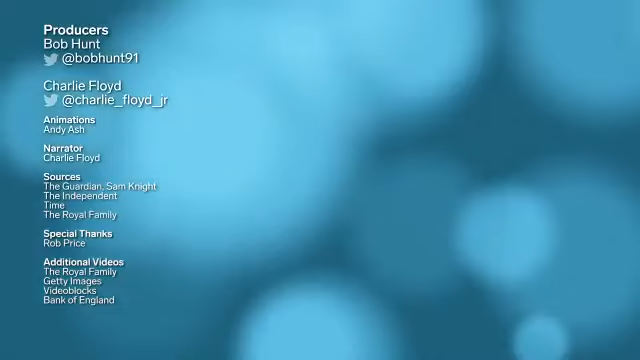 Producers
Bob Hunt
@bobhunt91
Charlie Floyd
@charlie_floyd_jr
Animations
Andy Ash
Narrator
Charlie Floyd
Sources
The Guardian, Sam Knight
The Independent
Time
The Royal Family
Special Thanks
Rob Price
Additional Videos
The Royal Family
Getty Images
Videoblocks
Bank of England